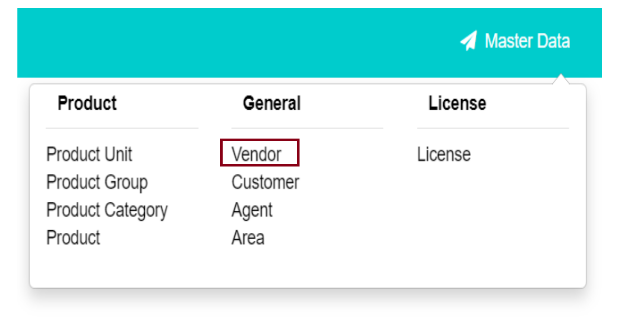 Master Data
Product
General
License
Product Unit
Vendor
License
Product Group
Customer
Product Category
Agent
Product
Area